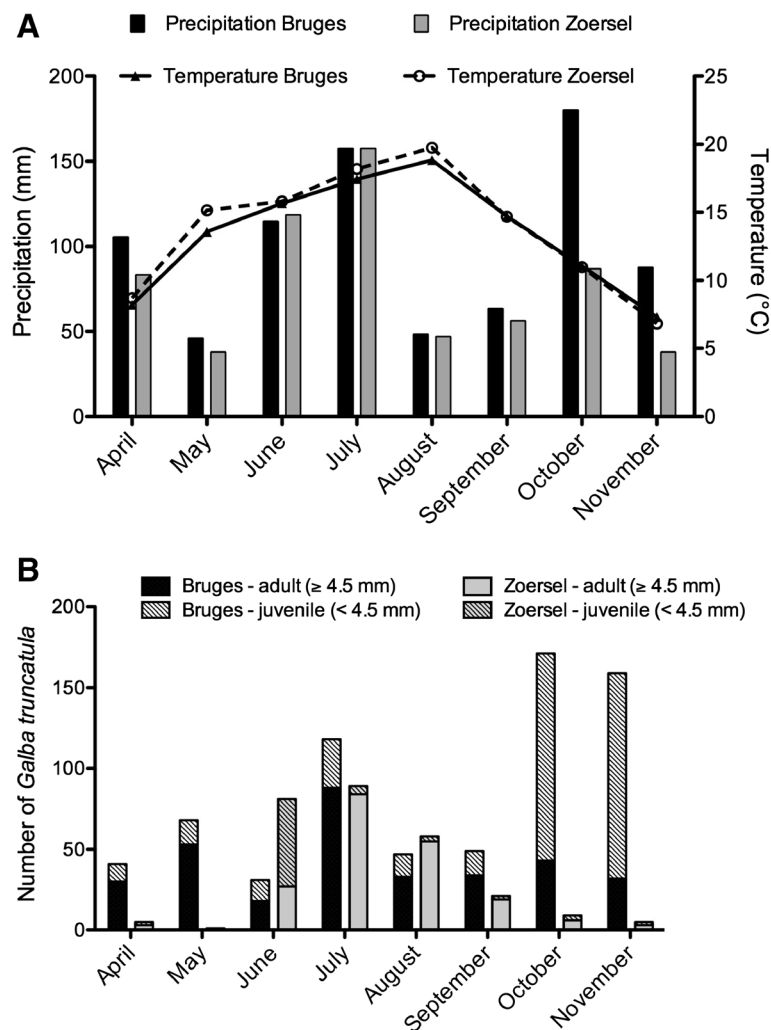 A
Precipitation Bruges Precipitation Zoersel
Temperature Bruges Temperature Zoersel
200 25
150 20
100 15
50 10
0 5
0
Precipitation (mm)
Temperature (°C)
April May June July August September October November
B
Bruges - adult (≥ 4.5 mm) Zoersel - adult (≥ 4.5 mm)
Bruges - juvenile (< 4.5 mm) Zoersel - juvenile (< 4.5 mm)
200
150
100
50
0
Number of Galba truncatula
April May June July August September October November